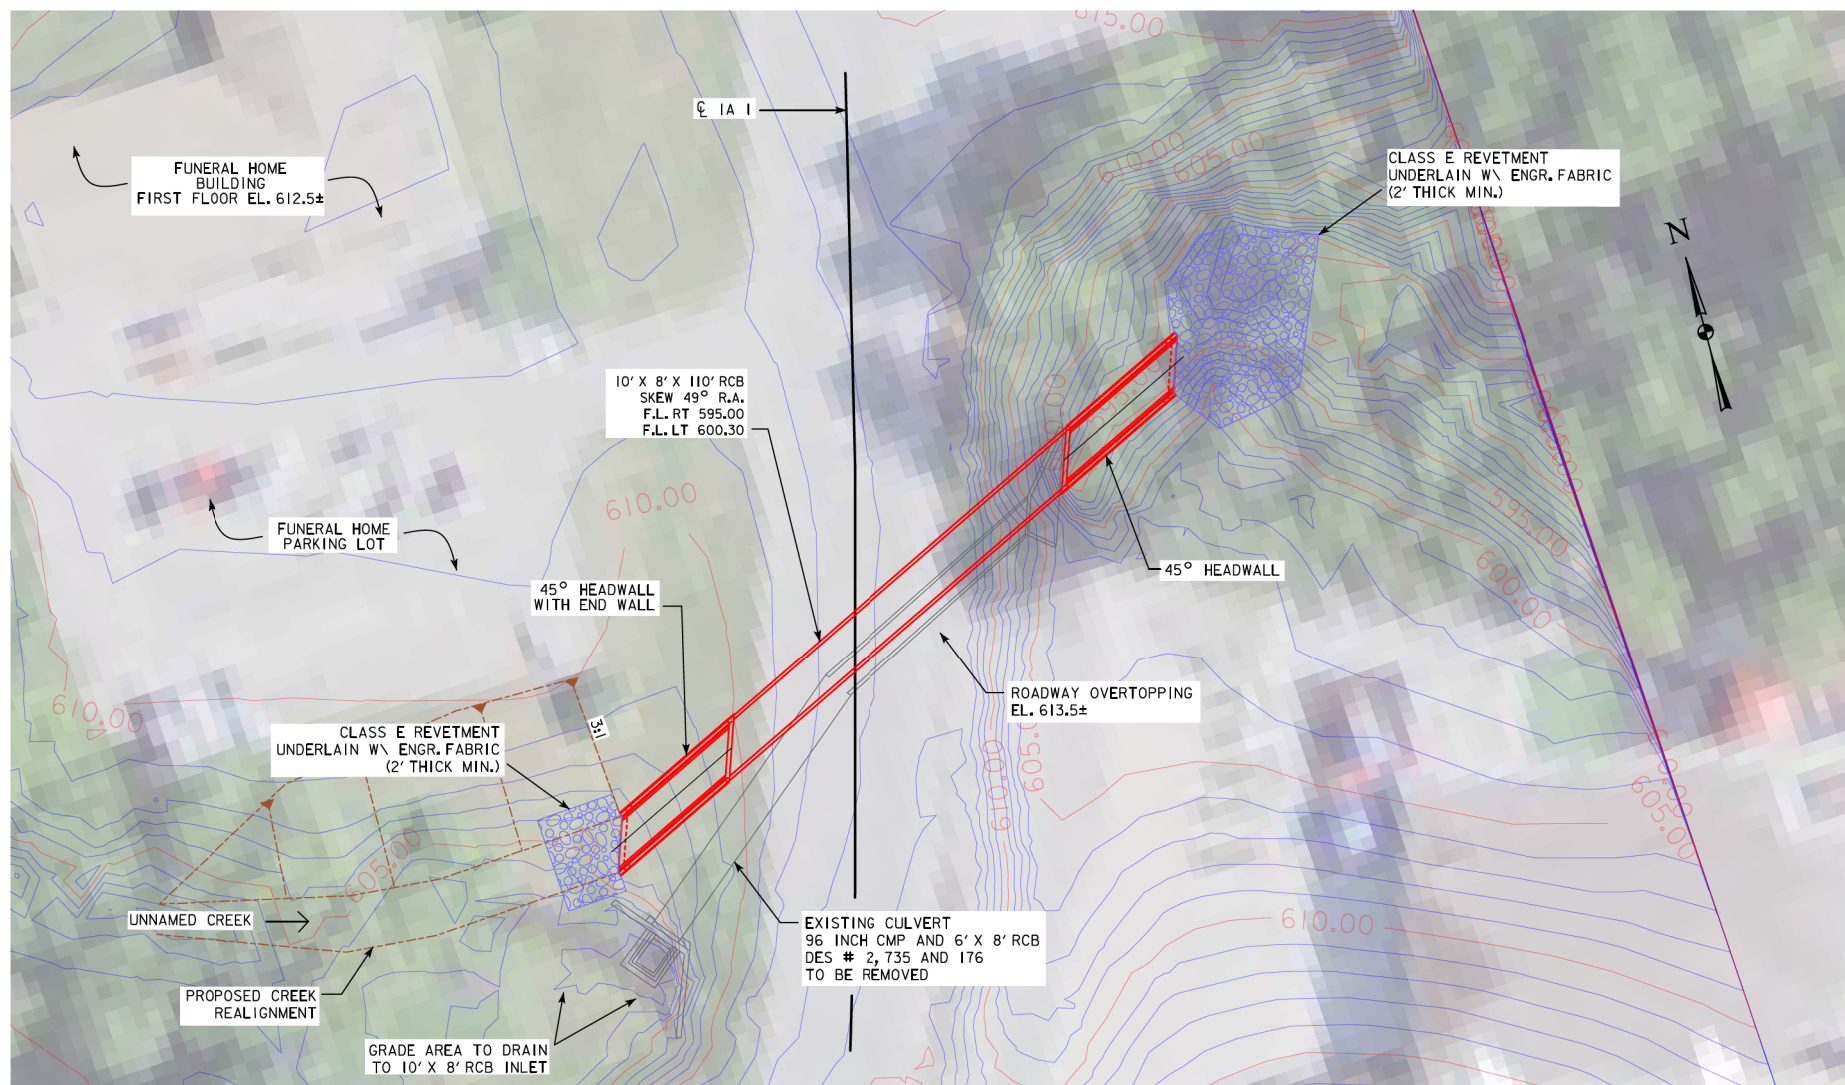 615.00
℄ IA 1
FUNERAL HOME
BUILDING
FIRST FLOOR EL. 612.5±
610.00
605.00
CLASS E REVETMENT
UNDERLAIN W\ ENGR. FABRIC
(2' THICK MIN.)
N
10' X 8' X 110' RCB
SKEW 49° R.A.
F.L. RT 595.00
F.L. LT 600.30
610.00
FUNERAL HOME
PARKING LOT
595.00
600.00
45° HEADWALL
45° HEADWALL
WITH END WALL
ROADWAY OVERTOPPING
EL. 613.5±
610.00
3:1
CLASS E REVETMENT
UNDERLAIN W\ ENGR. FABRIC
(2' THICK MIN.)
605.00
610.00
605.00
605.00
UNNAMED CREEK
EXISTING CULVERT
96 INCH CMP AND 6' X 8' RCB
DES # 2,735 AND 176
TO BE REMOVED
610.00
PROPOSED CREEK
REALIGNMENT
GRADE AREA TO DRAIN
TO 10' X 8' RCB INLET